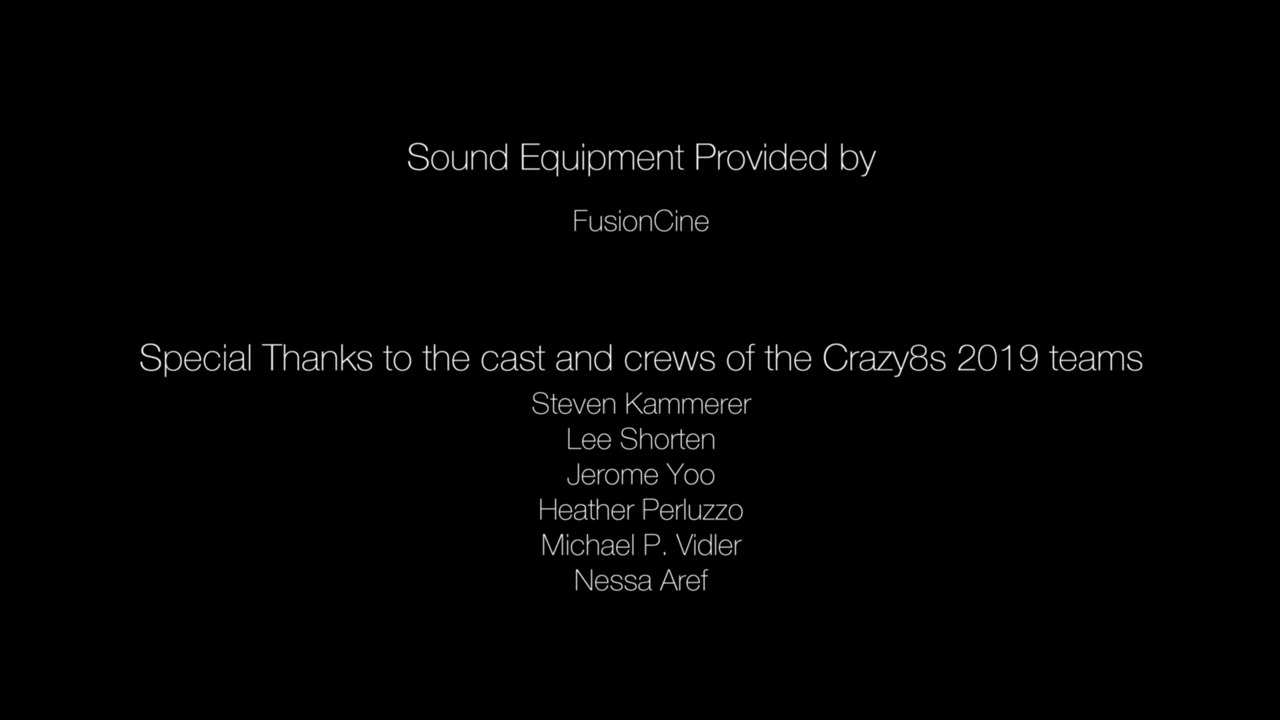 Sound Equipment Provided by
FusionCine
Special Thanks to the cast and crews of the Crazy8s 2019 teams
Steven Kammerer
Lee Shorten
Jerome Yoo
Heather Perluzzo
Michael P. Vidler
Nessa Aref